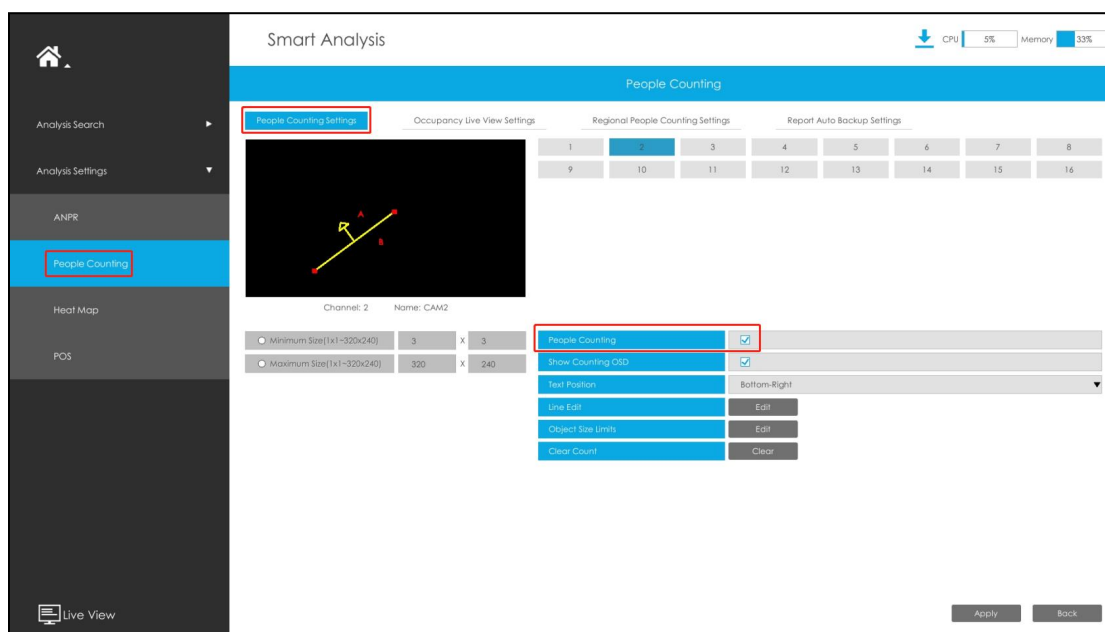 Smart Analysis
CPU 5% Memory 33%
People Counting
Analysis Search
Analysis Settings
ANPR
People Counting
Heat Map
POS
Live View
People Counting Settings Occupancy Live View Settings Regional People Counting Settings Report Auto Backup Settings
1 2 3 4 5 6 7 8
9 10 11 12 13 14 15 16
A
B
Channel: 2 Name: CAM2
Minimum Size(1x1~320x240) 3 X 3
Maximum Size(1x1~320x240) 320 X 240
People Counting
Show Counting OSD
Text Position Bottom-Right
Line Edit Edit
Object Size Limits Edit
Clear Count Clear
Apply Back